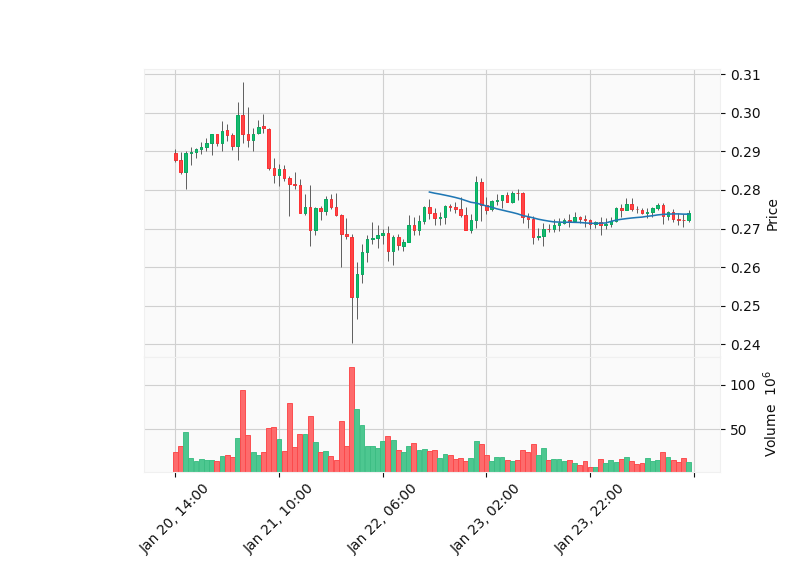 0.31
0.30
0.29
0.28
0.27
0.26
0.25
0.24
Price
100
50
Volume 10^6
Jan 20, 14:00
Jan 21, 10:00
Jan 22, 06:00
Jan 23, 02:00
Jan 23, 22:00